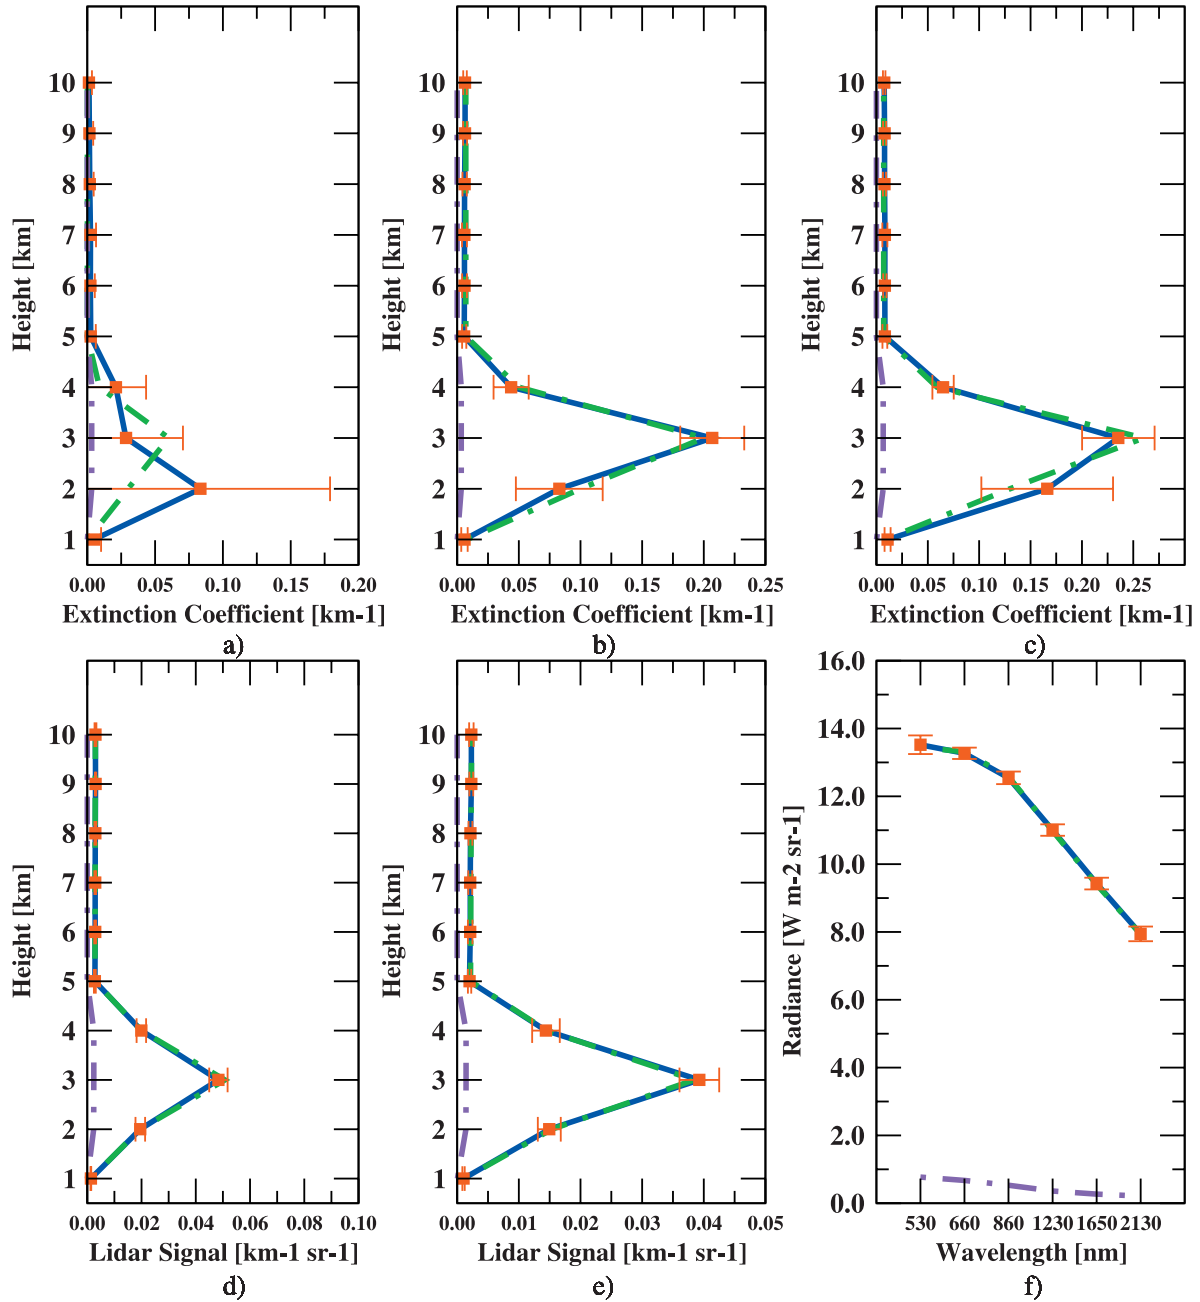 10
9
8
7
6
5
4
3
2
1
Height [km]
0.00 0.05 0.10 0.15 0.20
Extinction Coefficient [km-1]
a)
10
9
8
7
6
5
4
3
2
1
Height [km]
0.00 0.05 0.10 0.15 0.20 0.25
Extinction Coefficient [km-1]
b)
10
9
8
7
6
5
4
3
2
1
Height [km]
0.00 0.05 0.10 0.15 0.20 0.25
Extinction Coefficient [km-1]
c)
10
9
8
7
6
5
4
3
2
1
Height [km]
0.00 0.02 0.04 0.06 0.08 0.10
Lidar Signal [km-1 sr-1]
d)
10
9
8
7
6
5
4
3
2
1
Height [km]
0.00 0.01 0.02 0.03 0.04 0.05
Lidar Signal [km-1 sr-1]
e)
16.0
14.0
12.0
10.0
8.0
6.0
4.0
2.0
0.0
Radiance [W m-2 sr-1]
530 660 860 1230 1650 2130
Wavelength [nm]
f)